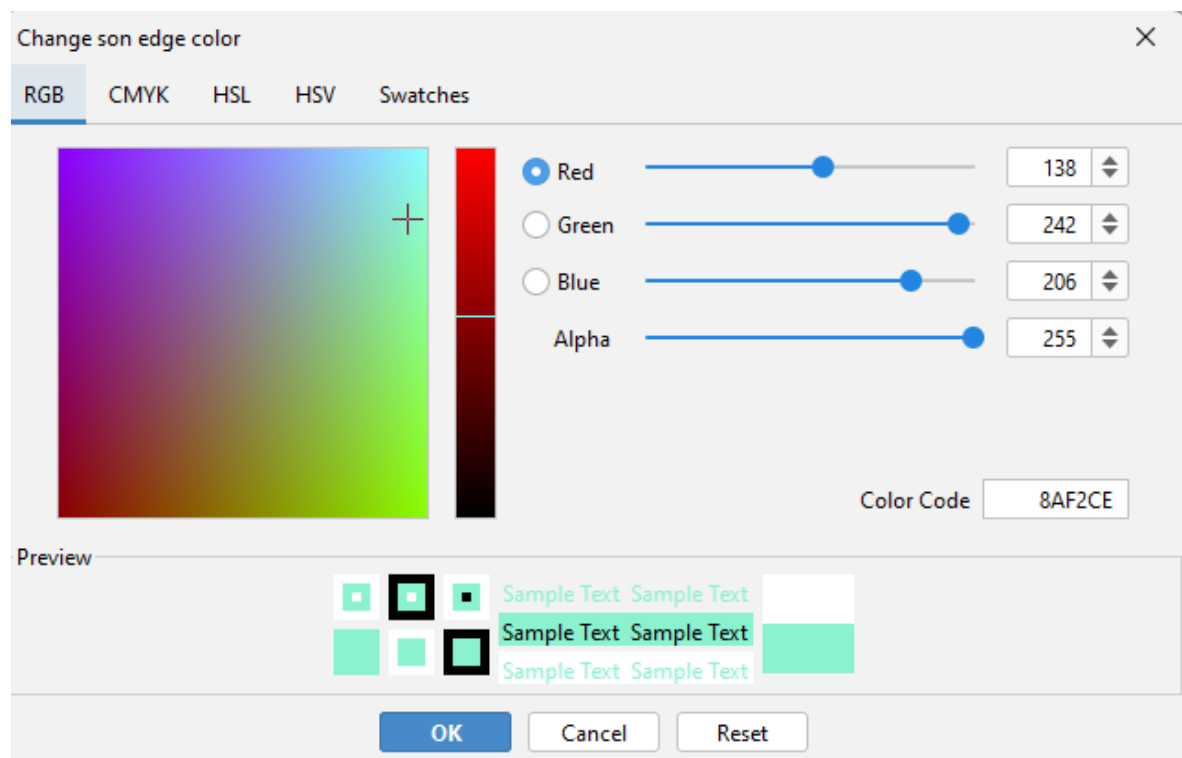 Change son edge color
RGB CMYK HSL HSV Swatches
Red 138
Green 242
Blue 206
Alpha 255
Color Code 8AF2CE
Preview
Sample Text Sample Text
Sample Text Sample Text
Sample Text Sample Text
OK Cancel Reset